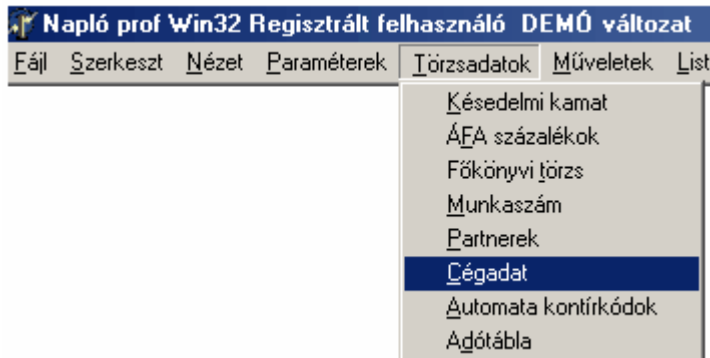 Napló prof Win32 Regisztrált felhasználó DEMÓ változat
Fájl Szerkeszt Nézet Paraméterek Törzsadatok Műveletek List
Késedelmi kamat
ÁFA százalékok
Főkönyvi törzs
Munkaszám
Partnerek
Cégadat
Automata kontírkódok
Adótábla